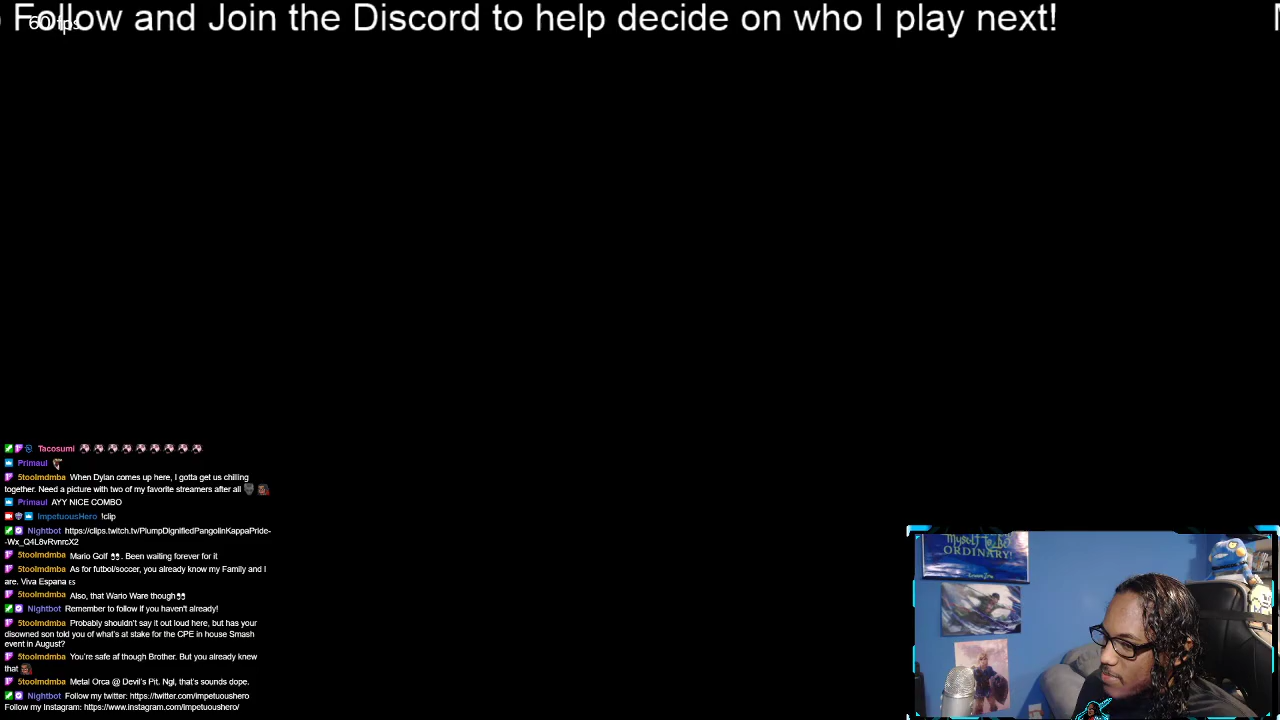 Follow and Join the Discord to help decide on who I play next!
60 fps
Tacosumi
Primaul
5toolmdmba When Dylan comes up here, I gotta get us chilling
together. Need a picture with two of my favorite streamers after all
Primaul AYY NICE COMBO
ImpetuousHero !clip
Nightbot https://clips.twitch.tv/PlumpDignifiedPangolinKappaPride-
-Wx_Q4L8vRvnrcX2
5toolmdmba Mario Golf 👀. Been waiting forever for it
5toolmdmba As for futbol/soccer, you already know my Family and I
are. Viva Espana ES
5toolmdmba Also, that Wario Ware though👀
Nightbot Remember to follow if you haven't already!
5toolmdmba Probably shouldn't say it out loud here, but has your
disowned son told you of what's at stake for the CPE in house Smash
event in August?
5toolmdmba You're safe af though Brother. But you already knew
that
5toolmdmba Metal Orca @ Devil's Pit. Ngl, that's sounds dope.
Nightbot Follow my twitter: https://twitter.com/impetuoushero
Follow my Instagram: https://www.instagram.com/impetuoushero/
Myself to be
ORDINARY!